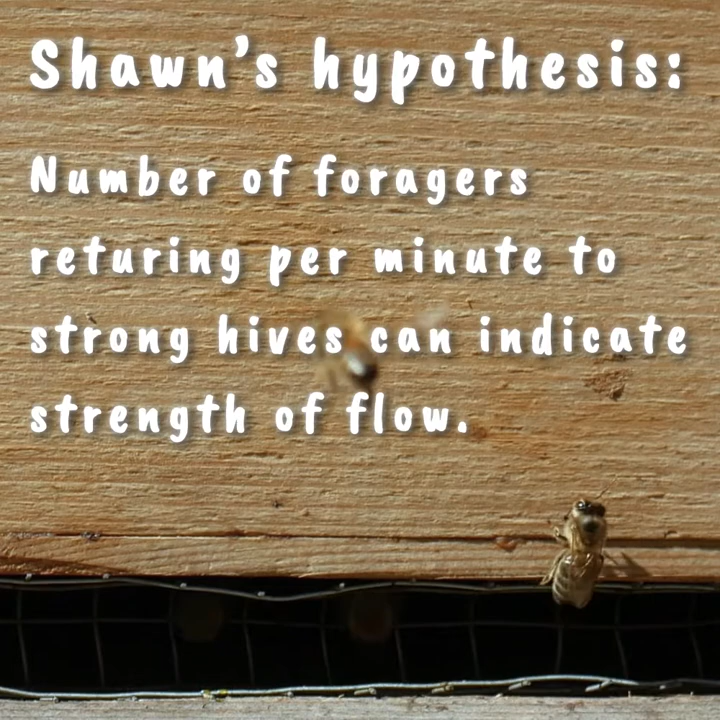 Shawn's hypothesis:
Number of foragers
returing per minute to
strong hives can indicate
strength of flow.